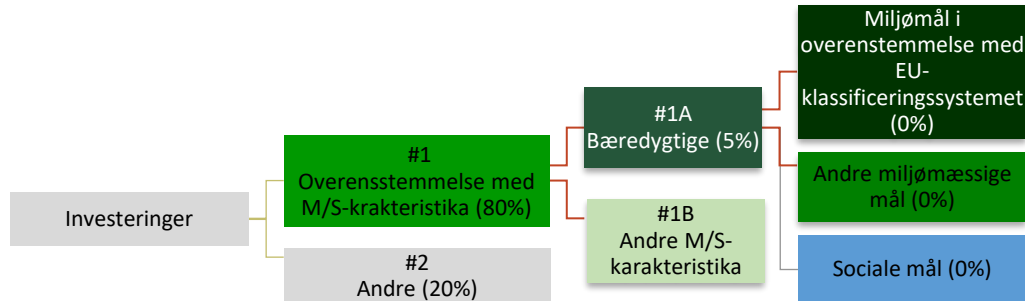 Investeringer
#1
Overensstemmelse med
M/S-krakteristika (80%)
#2
Andre (20%)
#1A
Bæredygtige (5%)
#1B
Andre M/S-
karakteristika
Miljømål i
overenstemmelse med
EU-
klassificeringssystemet
(0%)
Andre miljømæssige
mål (0%)
Sociale mål (0%)